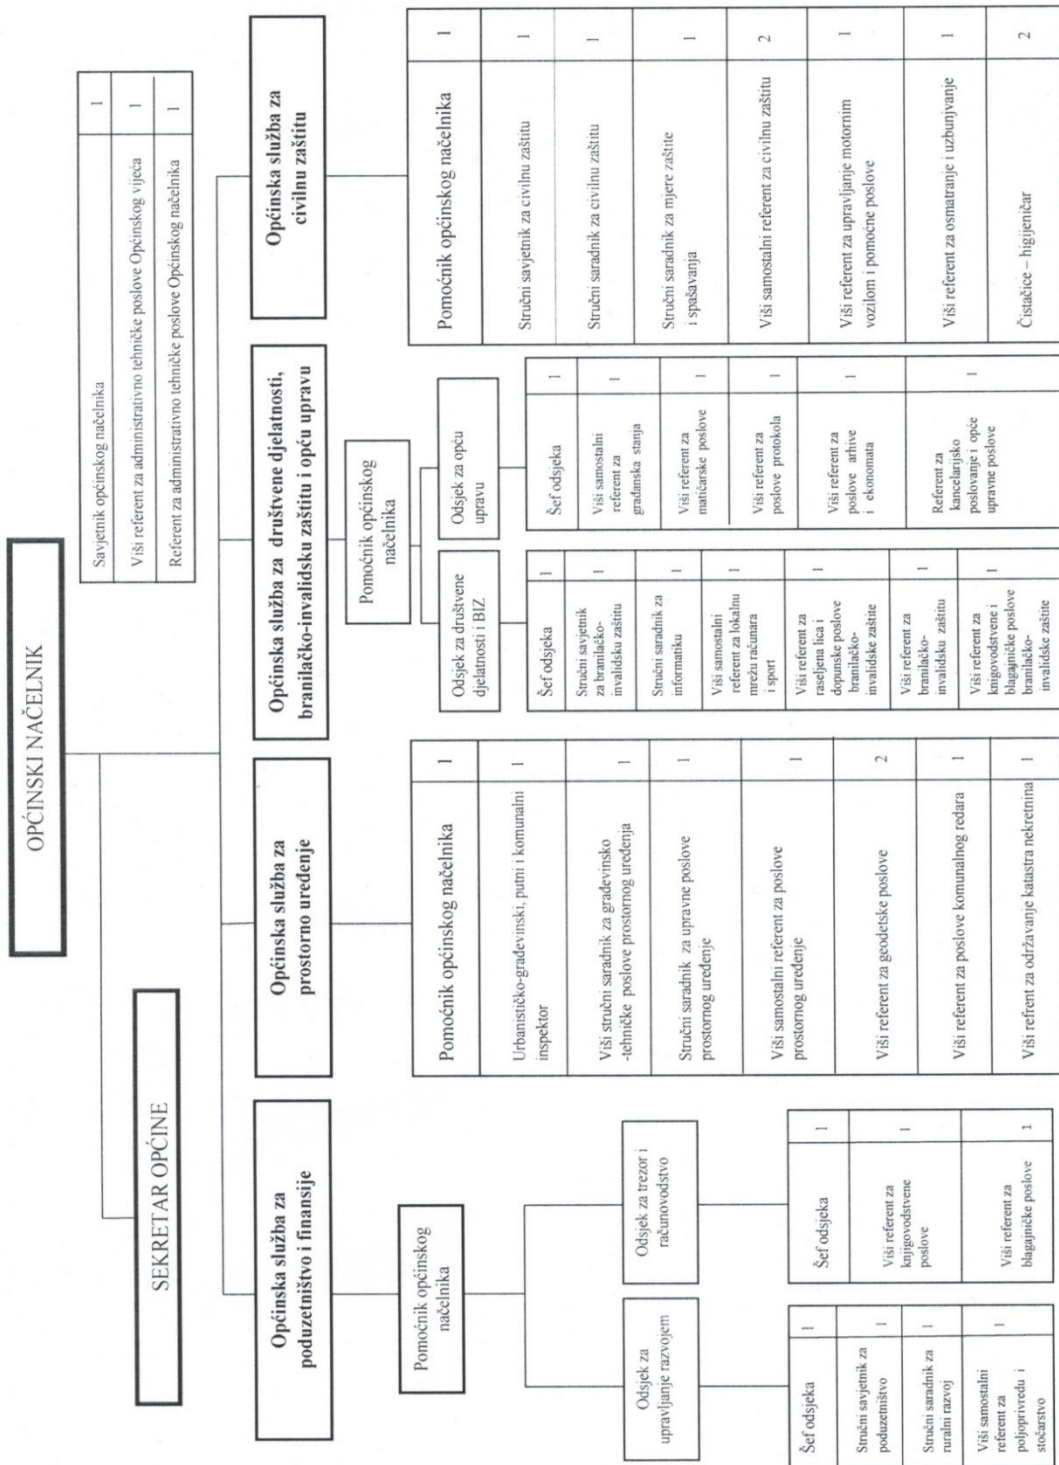 OPĆINSKI NAČELNIK
SEKRETAR OPĆINE
Savjetnik općinskog načelnika 1
Viši referent za administrativno tehničke poslove Općinskog vijeća 1
Referent za administrativno tehničke poslove Općinskog načelnika 1
Općinska služba za
poduzetništvo i finansije
Pomoćnik općinskog
načelnika
Odsjek za
upravljanje razvojem
Šef odsjeka 1
Stručni savjetnik za
poduzetništvo 1
Stručni saradnik za
ruralni razvoj 1
Viši samostalni
referent za
poljoprivredu i
stočarstvo 1
Odsjek za trezor i
računovodstvo
Šef odsjeka 1
Viši referent za
knjigovodstvene
poslove 1
Viši referent za
blagajničke poslove 1
Općinska služba za
prostorno uređenje
Pomoćnik općinskog načelnika 1
Urbanističko-građevinski, putni i komunalni
inspektor 1
Viši stručni saradnik za građevinsko
-tehničke poslove prostornog uređenja 1
Stručni saradnik za upravne poslove
prostornog uređenje 1
Viši samostalni referent za poslove
prostornog uređenje 1
Viši referent za geodetske poslove 2
Viši referent za poslove komunalnog redara 1
Viši refrent za održavanje katastra nekretnina 1
Općinska služba za društvene djelatnosti,
branilačko-invalidsku zaštitu i opću upravu
Pomoćnik općinskog
načelnika
Odsjek za društvene
djelatnosti i BIZ
Šef odsjeka 1
Stručni savjetnik
za branilačko-
invalidsku zaštitu 1
Stručni saradnik za
informatiku 1
Viši samostalni
referent za lokalnu
mrežu računara
i sport 1
Viši referent za
raseljena lica i
dopunske poslove
branilačko-
invalidske zaštite 1
Viši referent za
branilačko-
invalidsku zaštitu 1
Viši referent za
knigovodstvene i
blagajničke poslove
branilačko-
invalidske zaštite 1
Odsjek za opću
upravu
Šef odsjeka 1
Viši samostalni
referent za
građanska stanja 1
Viši referent za
matičarske poslove 1
Viši referent za
poslove protokola 1
Viši referent za
poslove arhive
i ekonomata 1
Referent za
kancelarijsko
poslovanje i opće
upravne poslove 1
Općinska služba za
civilnu zaštitu
Pomoćnik općinskog načelnika 1
Stručni savjetnik za civilnu zaštitu 1
Stručni saradnik za civilnu zaštitu 1
Stručni saradnik za mjere zaštite
i spašavanja 1
Viši samostalni referent za civilnu zaštitu 2
Viši referent za upravljanje motornim
vozilom i pomoćne poslove 1
Viši referent za osmatranje i uzbunjvanje 1
Čistačice – higijeničar 2